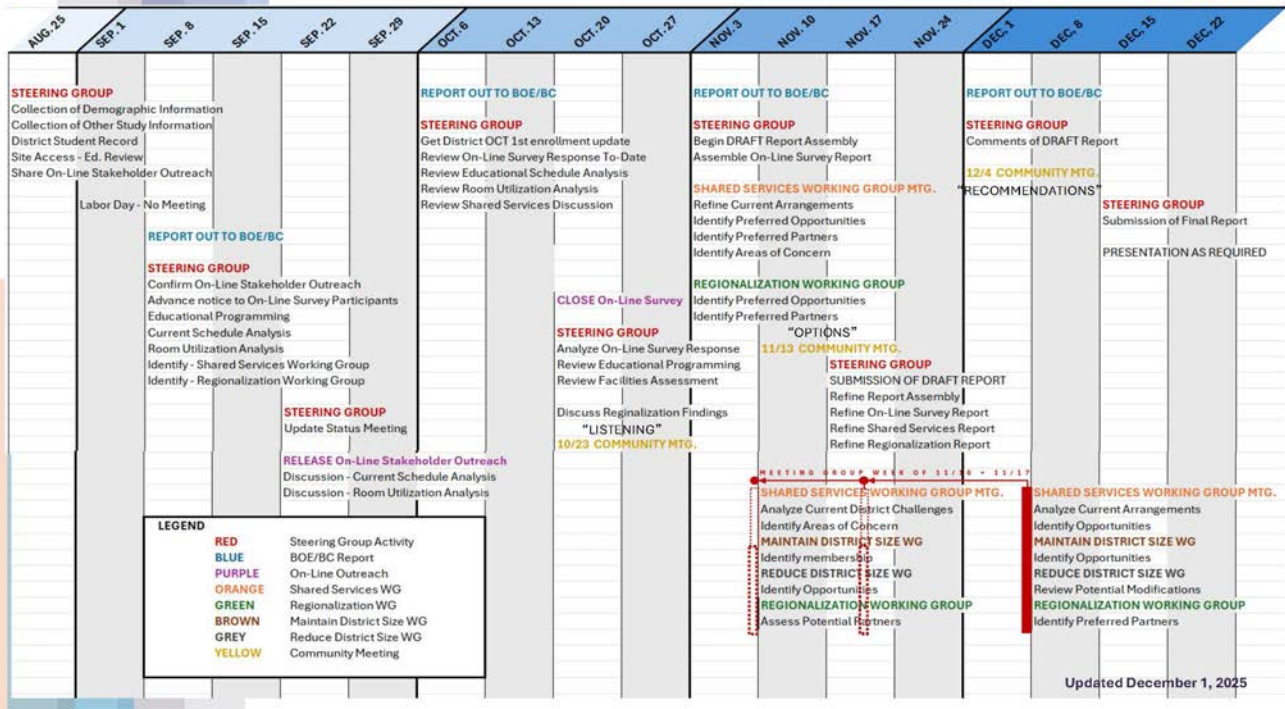 AUG. 25
SEP. 1
SEP. 8
SEP. 15
SEP. 22
SEP. 29
OCT. 6
OCT. 13
OCT. 20
OCT. 27
NOV. 3
NOV. 10
NOV. 17
NOV. 24
DEC, 1
DEC, 8
DEC, 15
DEC, 22
STEERING GROUP
Collection of Demographic Information
Collection of Other Study Information
District Student Record
Site Access - Ed. Review
Share On-Line Stakeholder Outreach
Labor Day - No Meeting
REPORT OUT TO BOE/BC
STEERING GROUP
Confirm On-Line Stakeholder Outreach
Advance notice to On-Line Survey Participants
Educational Programming
Current Schedule Analysis
Room Utilization Analysis
Identify - Shared Services Working Group
Identify - Regionalization Working Group
STEERING GROUP
Update Status Meeting
RELEASE On-Line Stakeholder Outreach
Discussion - Current Schedule Analysis
Discussion - Room Utilization Analysis
REPORT OUT TO BOE/BC
STEERING GROUP
Get District OCT 1st enrollment update
Review On-Line Survey Response To-Date
Review Educational Schedule Analysis
Review Room Utilization Analysis
Review Shared Services Discussion
CLOSE On-Line Survey
STEERING GROUP
Analyze On-Line Survey Response
Review Educational Programming
Review Facilities Assessment
Discuss Reginalization Findings
"LISTENING"
10/23 COMMUNITY MTG.
REPORT OUT TO BOE/BC
STEERING GROUP
Begin DRAFT Report Assembly
Assemble On-Line Survey Report
SHARED SERVICES WORKING GROUP MTG.
Refine Current Arrangements
Identify Preferred Opportunities
Identify Preferred Partners
Identify Areas of Concern
REGIONALIZATION WORKING GROUP
Identify Preferred Opportunities
Identify Preferred Partners
"OPTIONS"
11/13 COMMUNITY MTG.
STEERING GROUP
SUBMISSION OF DRAFT REPORT
Refine Report Assembly
Refine On-Line Survey Report
Refine Shared Services Report
Refine Regionalization Report
MEETING GROUP WEEK OF 11/10 + 11/17
SHARED SERVICES WORKING GROUP MTG.
Analyze Current District Challenges
Identify Areas of Concern
MAINTAIN DISTRICT SIZE WG
Identify membership
REDUCE DISTRICT SIZE WG
Identify Opportunities
REGIONALIZATION WORKING GROUP
Assess Potential Partners
REPORT OUT TO BOE/BC
STEERING GROUP
Comments of DRAFT Report
12/4 COMMUNITY MTG.
"RECOMMENDATIONS"
STEERING GROUP
Submission of Final Report
PRESENTATION AS REQUIRED
SHARED SERVICES WORKING GROUP MTG.
Analyze Current Arrangements
Identify Opportunities
MAINTAIN DISTRICT SIZE WG
Identify Opportunities
REDUCE DISTRICT SIZE WG
Review Potential Modifications
REGIONALIZATION WORKING GROUP
Identify Preferred Partners
LEGEND
RED Steering Group Activity
BLUE BOE/BC Report
PURPLE On-Line Outreach
ORANGE Shared Services WG
GREEN Regionalization WG
BROWN Maintain District Size WG
GREY Reduce District Size WG
YELLOW Community Meeting
Updated December 1, 2025